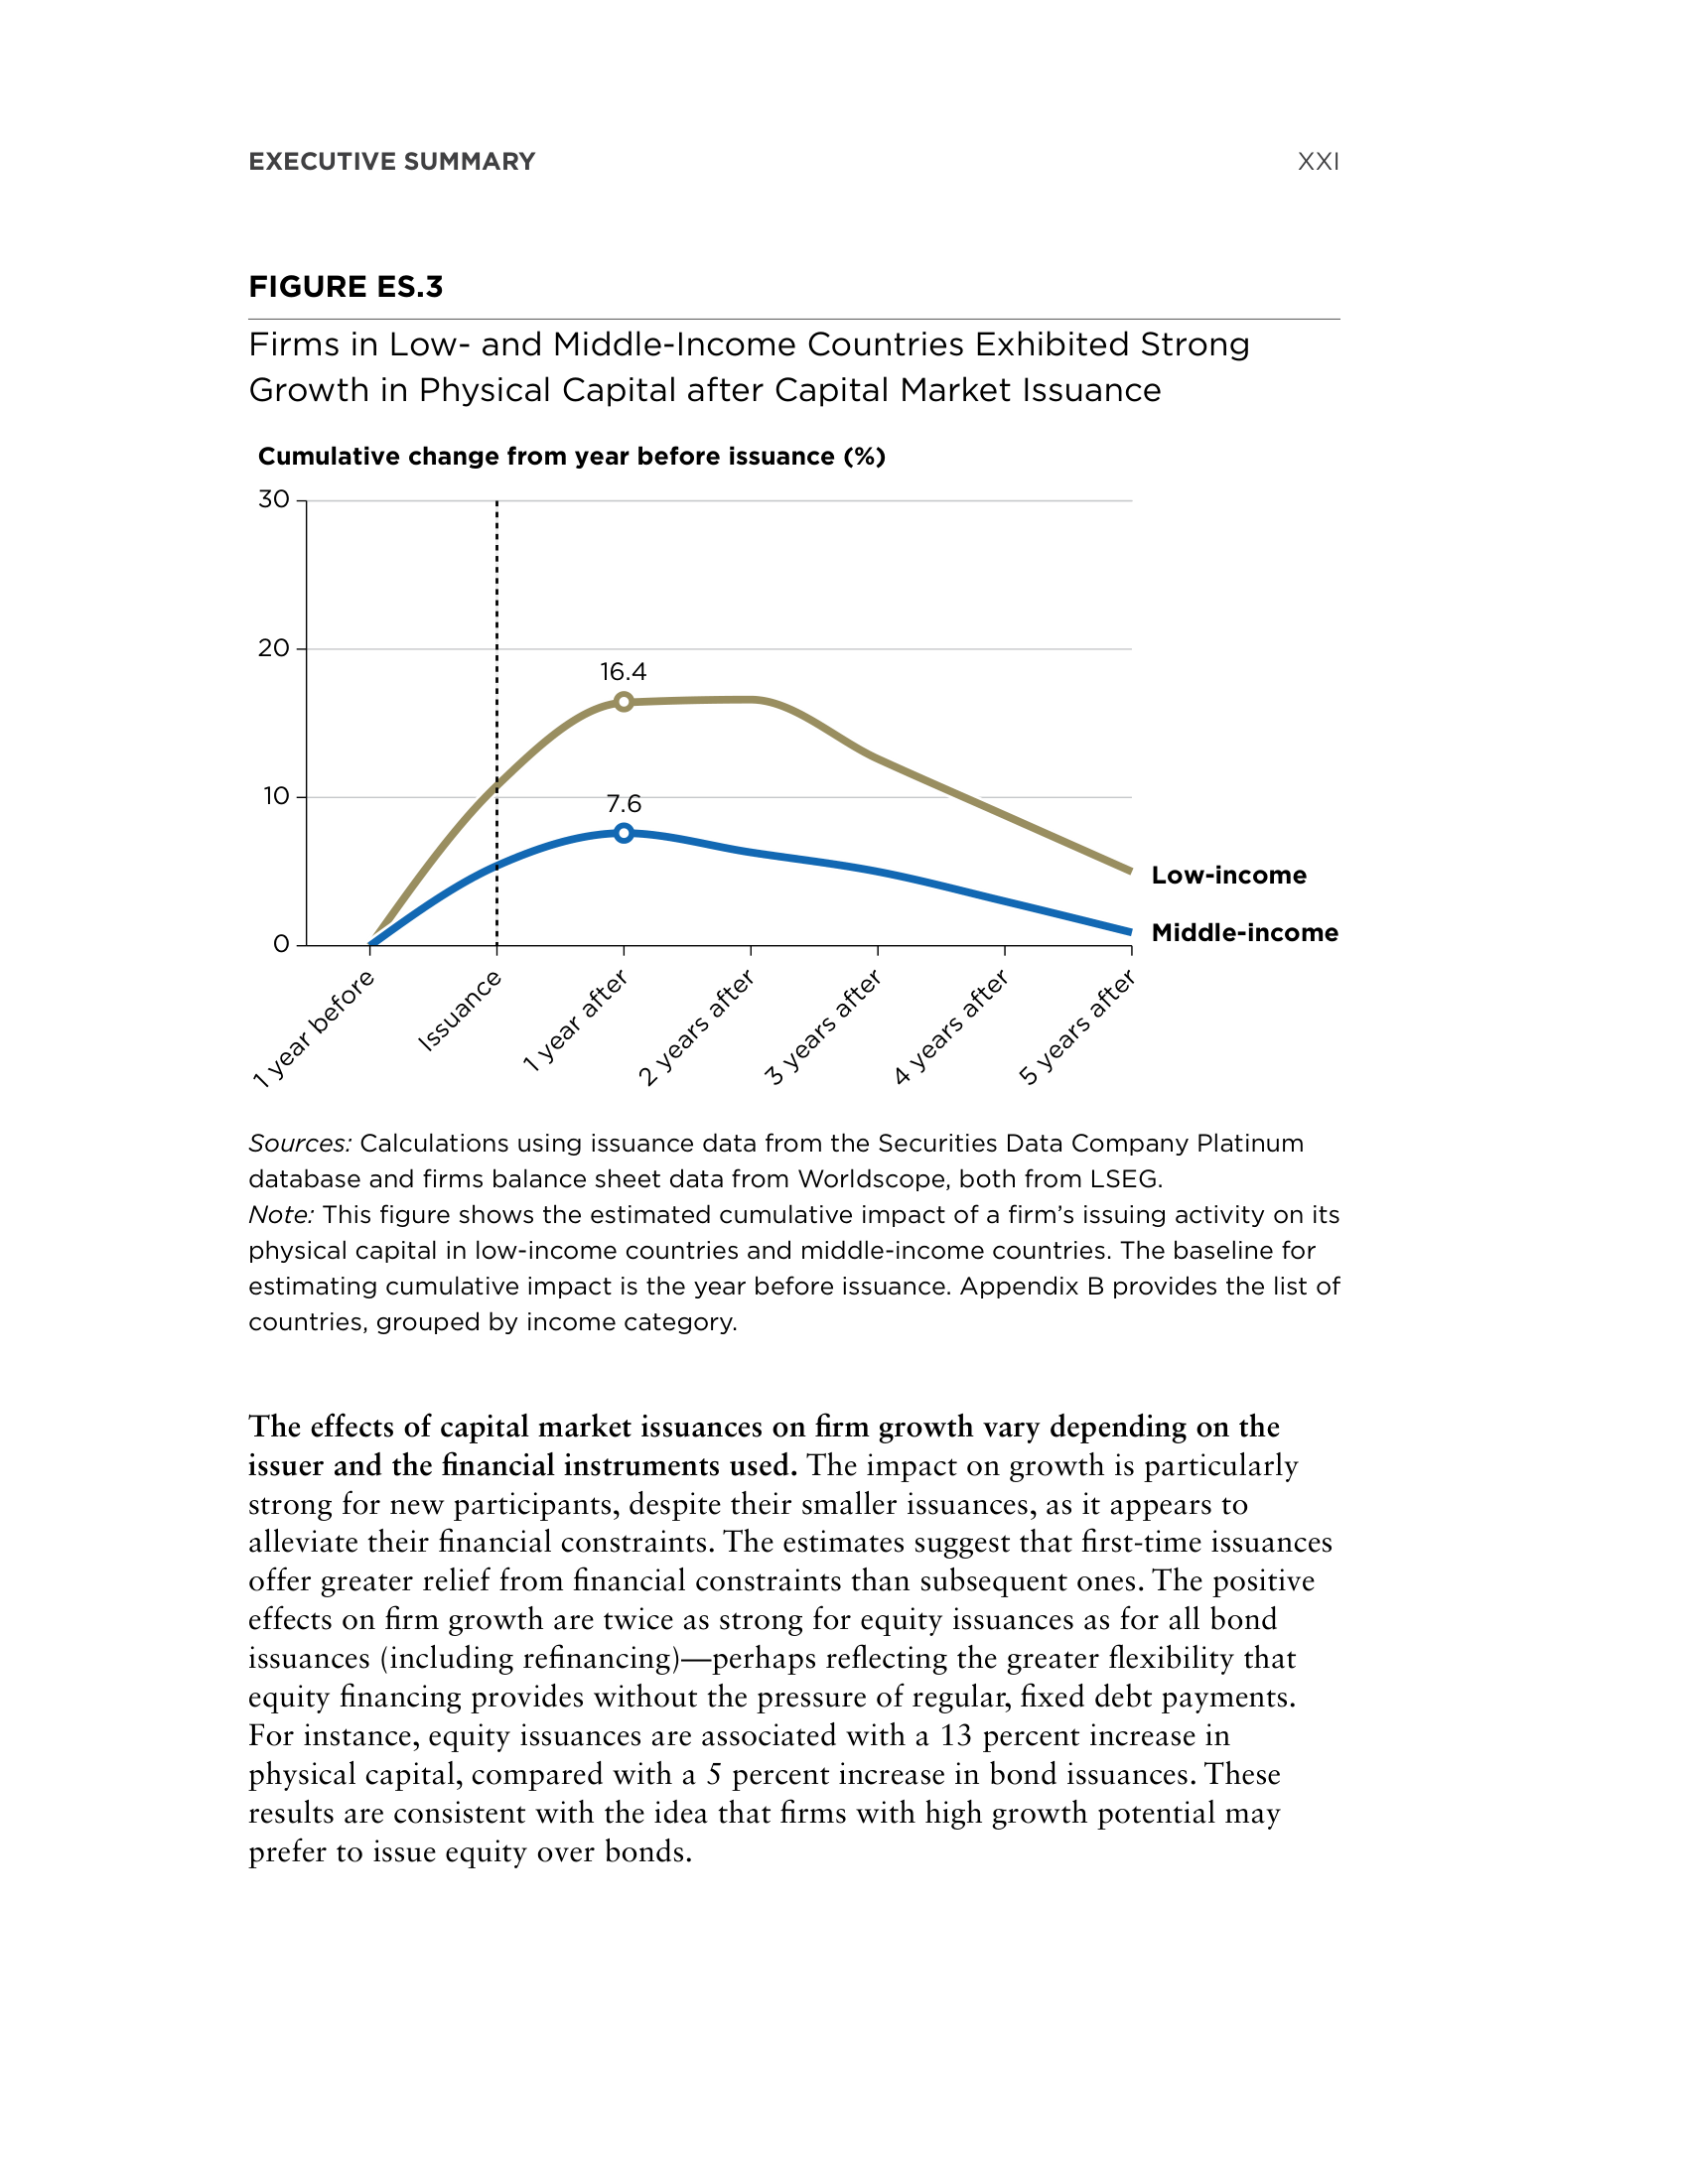 EXECUTIVE SUMMARY XXI
FIGURE ES.3
Firms in Low- and Middle-Income Countries Exhibited Strong
Growth in Physical Capital after Capital Market Issuance
Cumulative change from year before issuance (%)
30
20
16.4
10
7.6
Low-income
Middle-income
0
1 year before
Issuance
1 year after
2 years after
3 years after
4 years after
5 years after
Sources: Calculations using issuance data from the Securities Data Company Platinum
database and firms balance sheet data from Worldscope, both from LSEG.
Note: This figure shows the estimated cumulative impact of a firm’s issuing activity on its
physical capital in low-income countries and middle-income countries. The baseline for
estimating cumulative impact is the year before issuance. Appendix B provides the list of
countries, grouped by income category.
The effects of capital market issuances on firm growth vary depending on the
issuer and the financial instruments used. The impact on growth is particularly
strong for new participants, despite their smaller issuances, as it appears to
alleviate their financial constraints. The estimates suggest that first-time issuances
offer greater relief from financial constraints than subsequent ones. The positive
effects on firm growth are twice as strong for equity issuances as for all bond
issuances (including refinancing)—perhaps reflecting the greater flexibility that
equity financing provides without the pressure of regular, fixed debt payments.
For instance, equity issuances are associated with a 13 percent increase in
physical capital, compared with a 5 percent increase in bond issuances. These
results are consistent with the idea that firms with high growth potential may
prefer to issue equity over bonds.